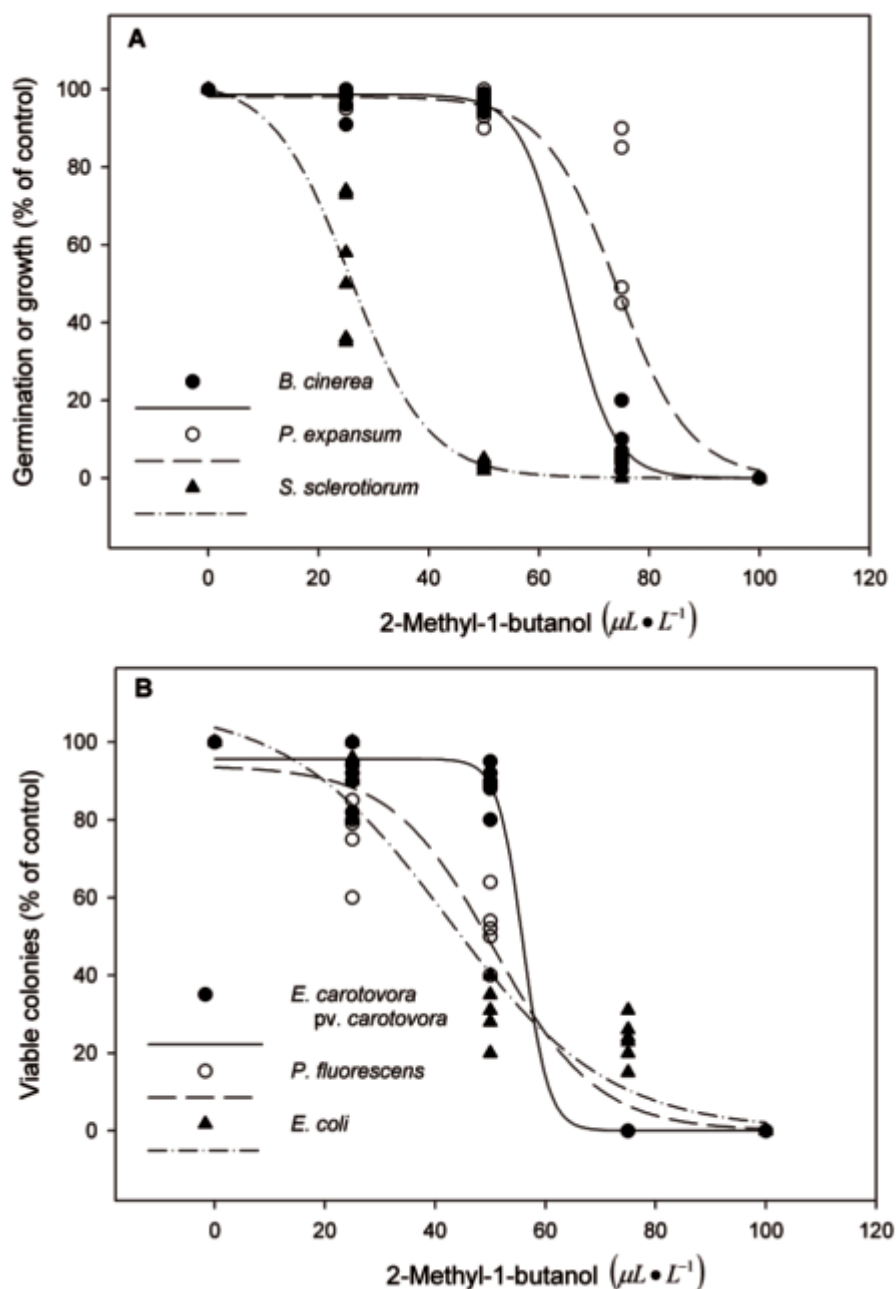 A
Germination or growth (% of control)
100
80
60
40
20
0
B. cinerea
P. expansum
S. sclerotiorum
0 20 40 60 80 100 120
2-Methyl-1-butanol (μL•L⁻¹)
B
Viable colonies (% of control)
100
80
60
40
20
0
E. carotovora
pv. carotovora
P. fluorescens
E. coli
0 20 40 60 80 100 120
2-Methyl-1-butanol (μL•L⁻¹)